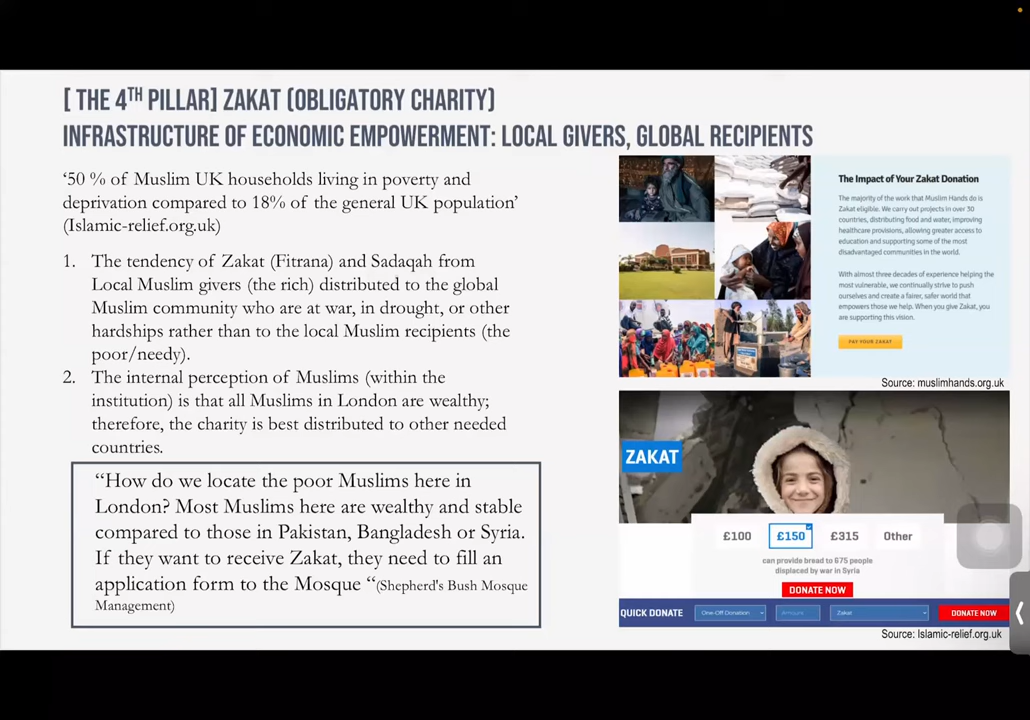 [ THE 4TH PILLAR] ZAKAT (OBLIGATORY CHARITY)
INFRASTRUCTURE OF ECONOMIC EMPOWERMENT: LOCAL GIVERS, GLOBAL RECIPIENTS
‘50 % of Muslim UK households living in poverty and
deprivation compared to 18% of the general UK population’
(Islamic-relief.org.uk)
1. The tendency of Zakat (Fitrana) and Sadaqah from
Local Muslim givers (the rich) distributed to the global
Muslim community who are at war, in drought, or other
hardships rather than to the local Muslim recipients (the
poor/needy).
2. The internal perception of Muslims (within the
institution) is that all Muslims in London are wealthy;
therefore, the charity is best distributed to other needed
countries.
“How do we locate the poor Muslims here in
London? Most Muslims here are wealthy and stable
compared to those in Pakistan, Bangladesh or Syria.
If they want to receive Zakat, they need to fill an
application form to the Mosque “(Shepherd's Bush Mosque
Management)
The Impact of Your Zakat Donation
The majority of the work that Muslim Hands do is
Zakat eligible. We carry out projects in over 30
countries, distributing food and water, improving
healthcare provisions, allowing greater access to
education and supporting some of the most
disadvantaged communities in the world.
With almost three decades of experience helping the
most vulnerable, we continually strive to push
ourselves and create a fairer, safer world that
empowers those we help. When you give Zakat, you
are supporting this vision.
PAY YOUR ZAKAT
Source: muslimhands.org.uk
ZAKAT
£100 £150 £315 Other
can provide bread to 675 people
displaced by war in Syria
DONATE NOW
QUICK DONATE One-Off Donation Amount Zakat DONATE NOW
Source: Islamic-relief.org.uk